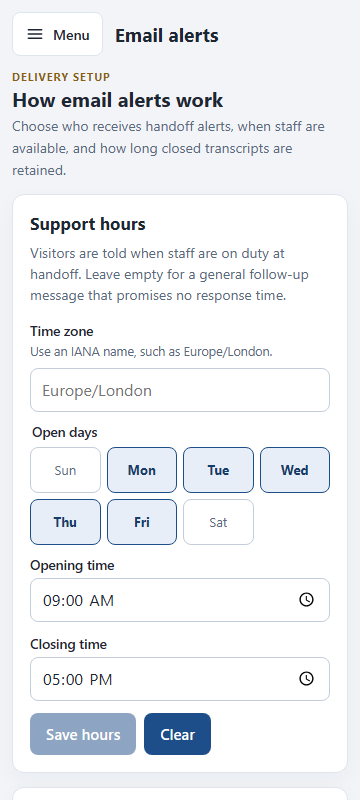 Menu
Email alerts
DELIVERY SETUP
How email alerts work
Choose who receives handoff alerts, when staff are
available, and how long closed transcripts are
retained.
Support hours
Visitors are told when staff are on duty at
handoff. Leave empty for a general follow-up
message that promises no response time.
Time zone
Use an IANA name, such as Europe/London.
Europe/London
Open days
Sun Mon Tue Wed
Thu Fri Sat
Opening time
09:00 AM
Closing time
05:00 PM
Save hours Clear